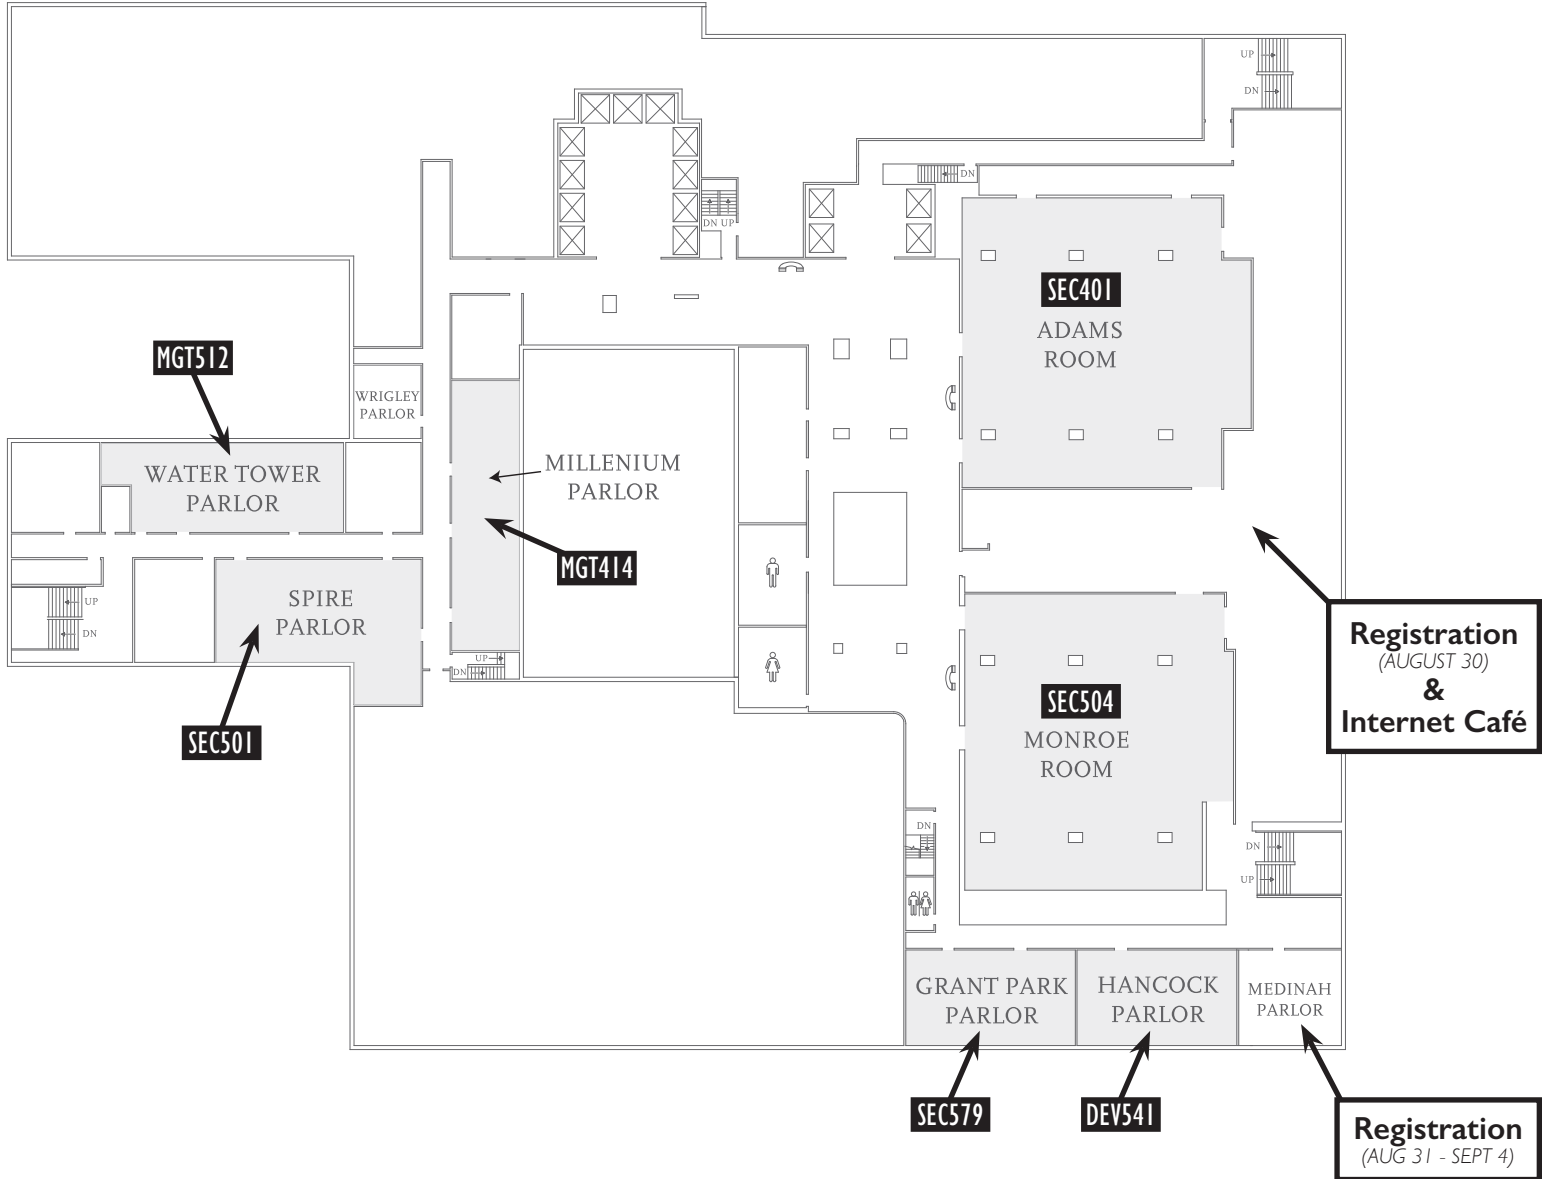 UP
DN
DN
DN UP
SEC401
ADAMS
ROOM
MGT512
WRIGLEY
PARLOR
WATER TOWER
PARLOR
MILLENIUM
PARLOR
MGT414
SPIRE
PARLOR
UP
DN
UP
DN
SEC501
Registration
(AUGUST 30)
&
Internet Café
SEC504
MONROE
ROOM
DN
DN
UP
GRANT PARK
PARLOR
HANCOCK
PARLOR
MEDINAH
PARLOR
SEC579
DEV541
Registration
(AUG 31 - SEPT 4)